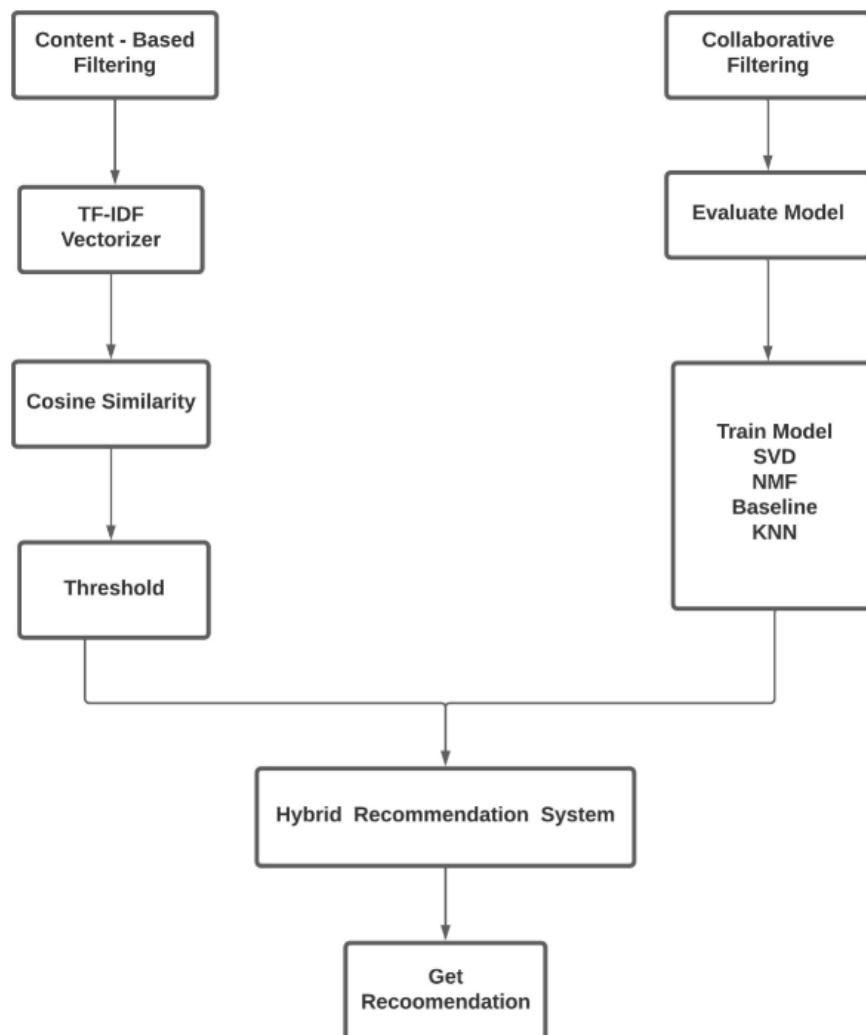 Content - Based
Filtering
Collaborative
Filtering
TF-IDF
Vectorizer
Evaluate Model
Cosine Similarity
Train Model
SVD
NMF
Baseline
KNN
Threshold
Hybrid Recommendation System
Get
Recoomendation